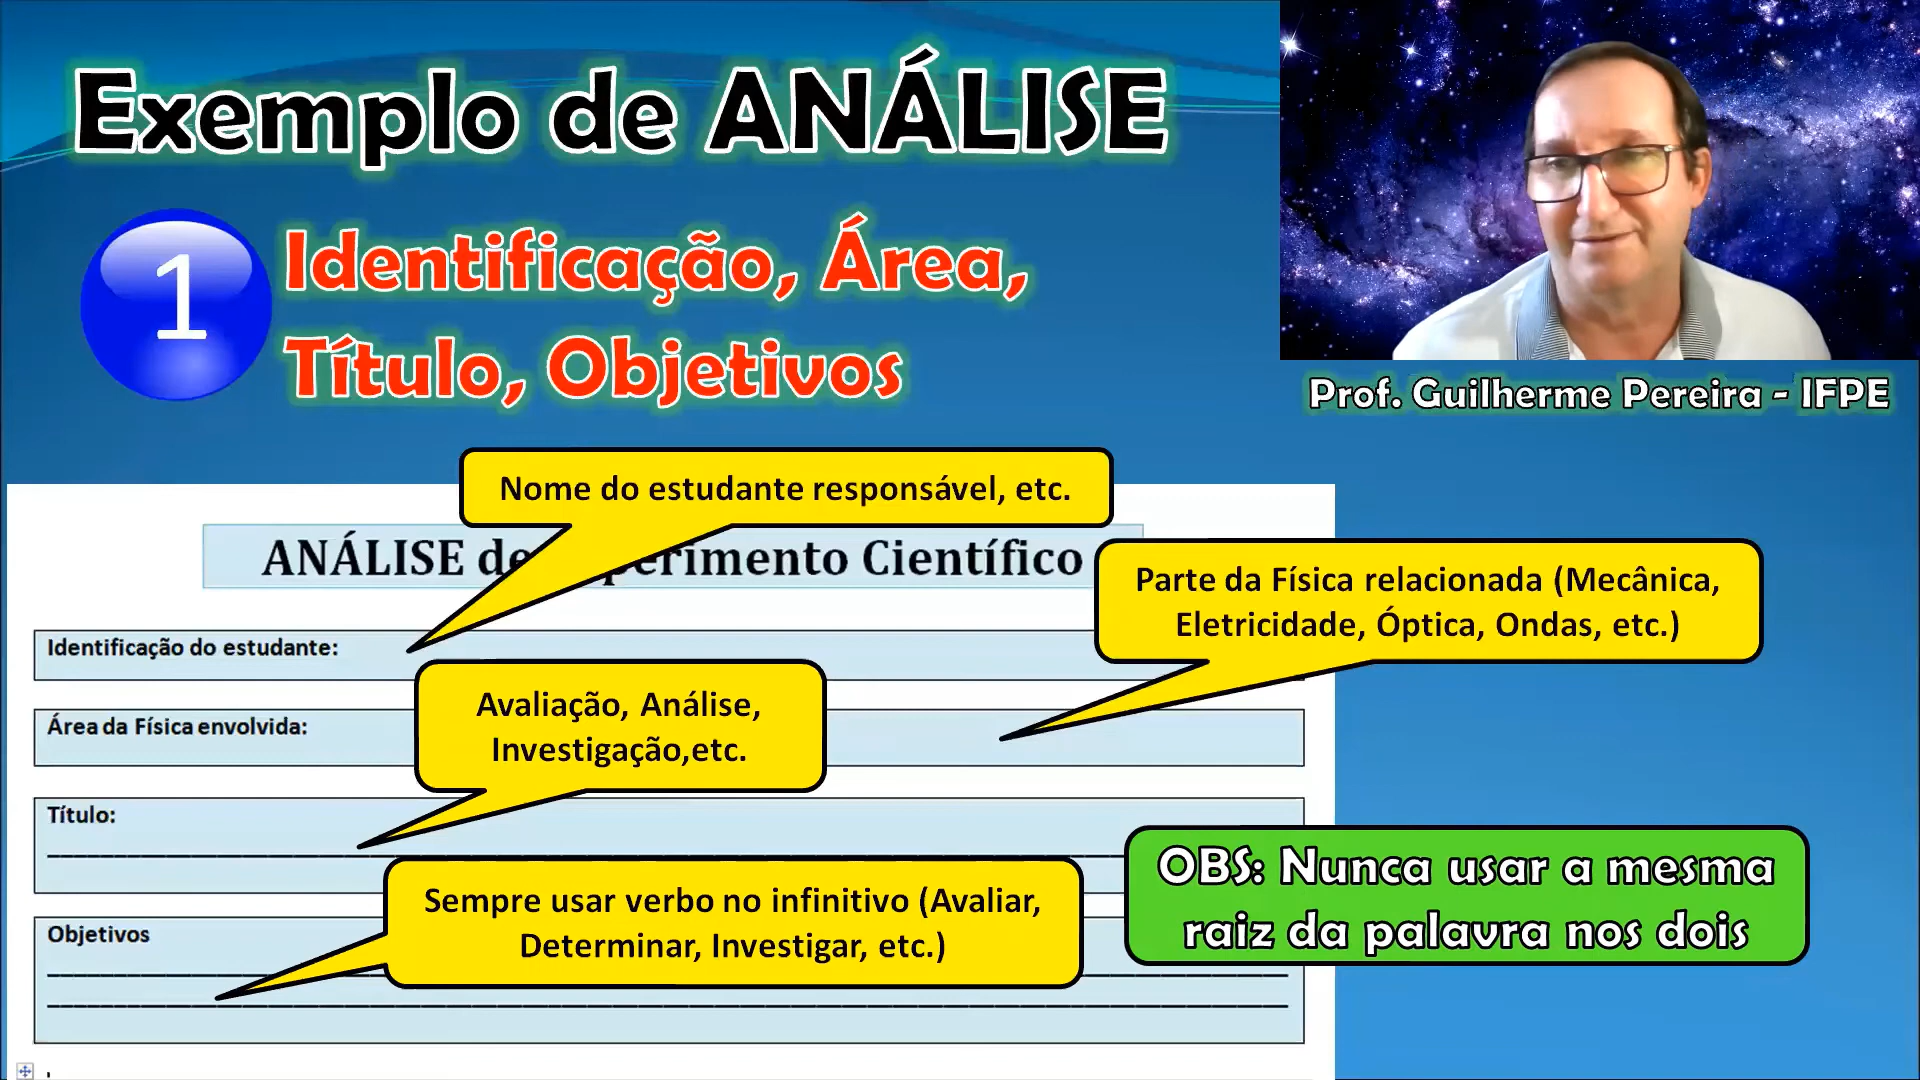 Exemplo de ANÁLISE
1
Identificação, Área,
Título, Objetivos
Prof. Guilherme Pereira - IFPE
Nome do estudante responsável, etc.
ANÁLISE de perimento Científico
Parte da Física relacionada (Mecânica,
Eletricidade, Óptica, Ondas, etc.)
Identificação do estudante:
Avaliação, Análise,
Investigação,etc.
Área da Física envolvida:
Título:
Sempre usar verbo no infinitivo (Avaliar,
Determinar, Investigar, etc.)
OBS: Nunca usar a mesma
raiz da palavra nos dois
Objetivos